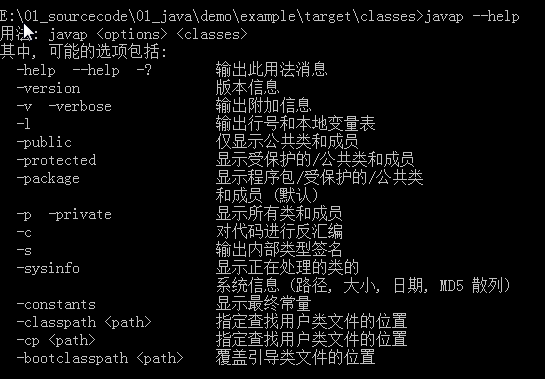 E:\01_sourcecode\01_java\demo\example\target\classes>javap --help
用法: javap <options> <classes>
其中, 可能的选项包括:
  -help  --help  -?        输出此用法消息
  -version                 版本信息
  -v  -verbose             输出附加信息
  -l                       输出行号和本地变量表
  -public                  仅显示公共类和成员
  -protected               显示受保护的/公共类和成员
  -package                 显示程序包/受保护的/公共类
                           和成员 (默认)
  -p  -private             显示所有类和成员
  -c                       对代码进行反汇编
  -s                       输出内部类型签名
  -sysinfo                 显示正在处理的类的
                           系统信息 (路径, 大小, 日期, MD5 散列)
  -constants               显示最终常量
  -classpath <path>        指定查找用户类文件的位置
  -cp <path>               指定查找用户类文件的位置
  -bootclasspath <path>    覆盖引导类文件的位置